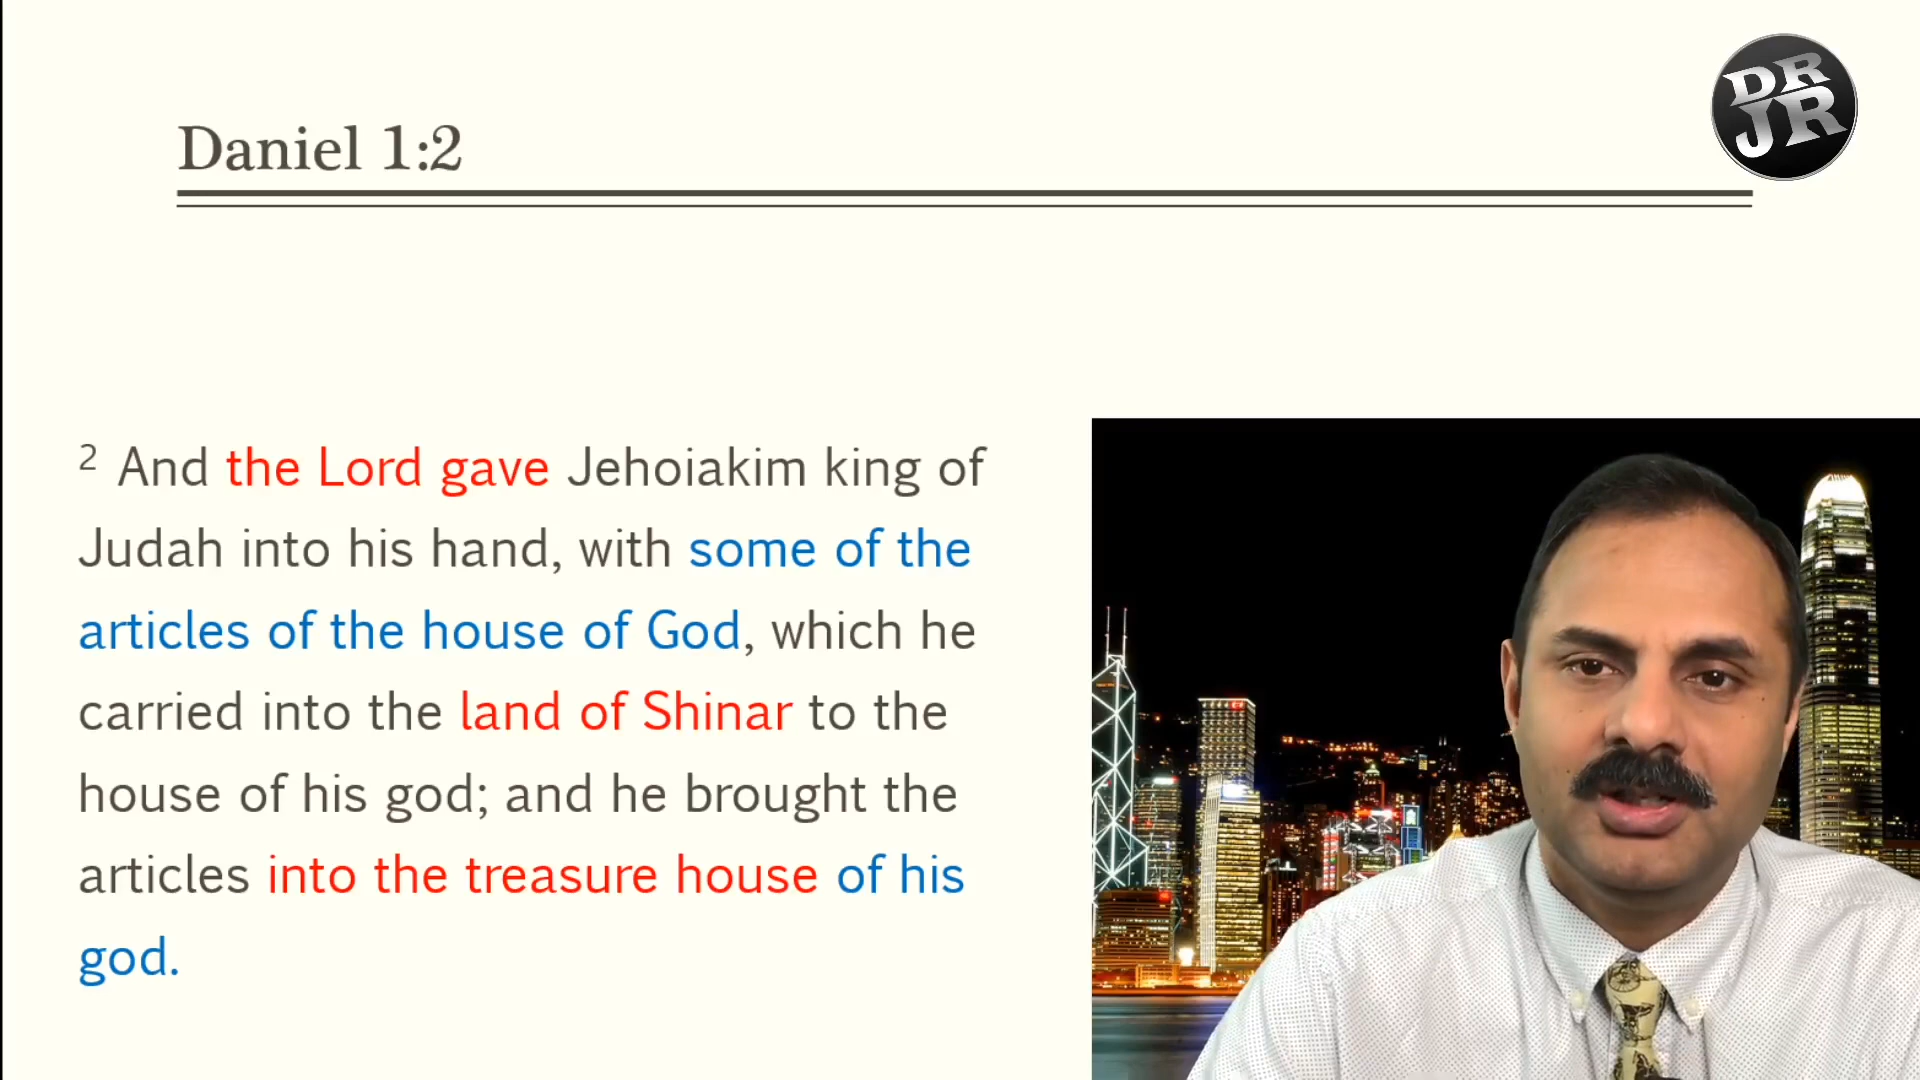 DR
JR
Daniel 1:2
2 And the Lord gave Jehoiakim king of
Judah into his hand, with some of the
articles of the house of God, which he
carried into the land of Shinar to the
house of his god; and he brought the
articles into the treasure house of his
god.